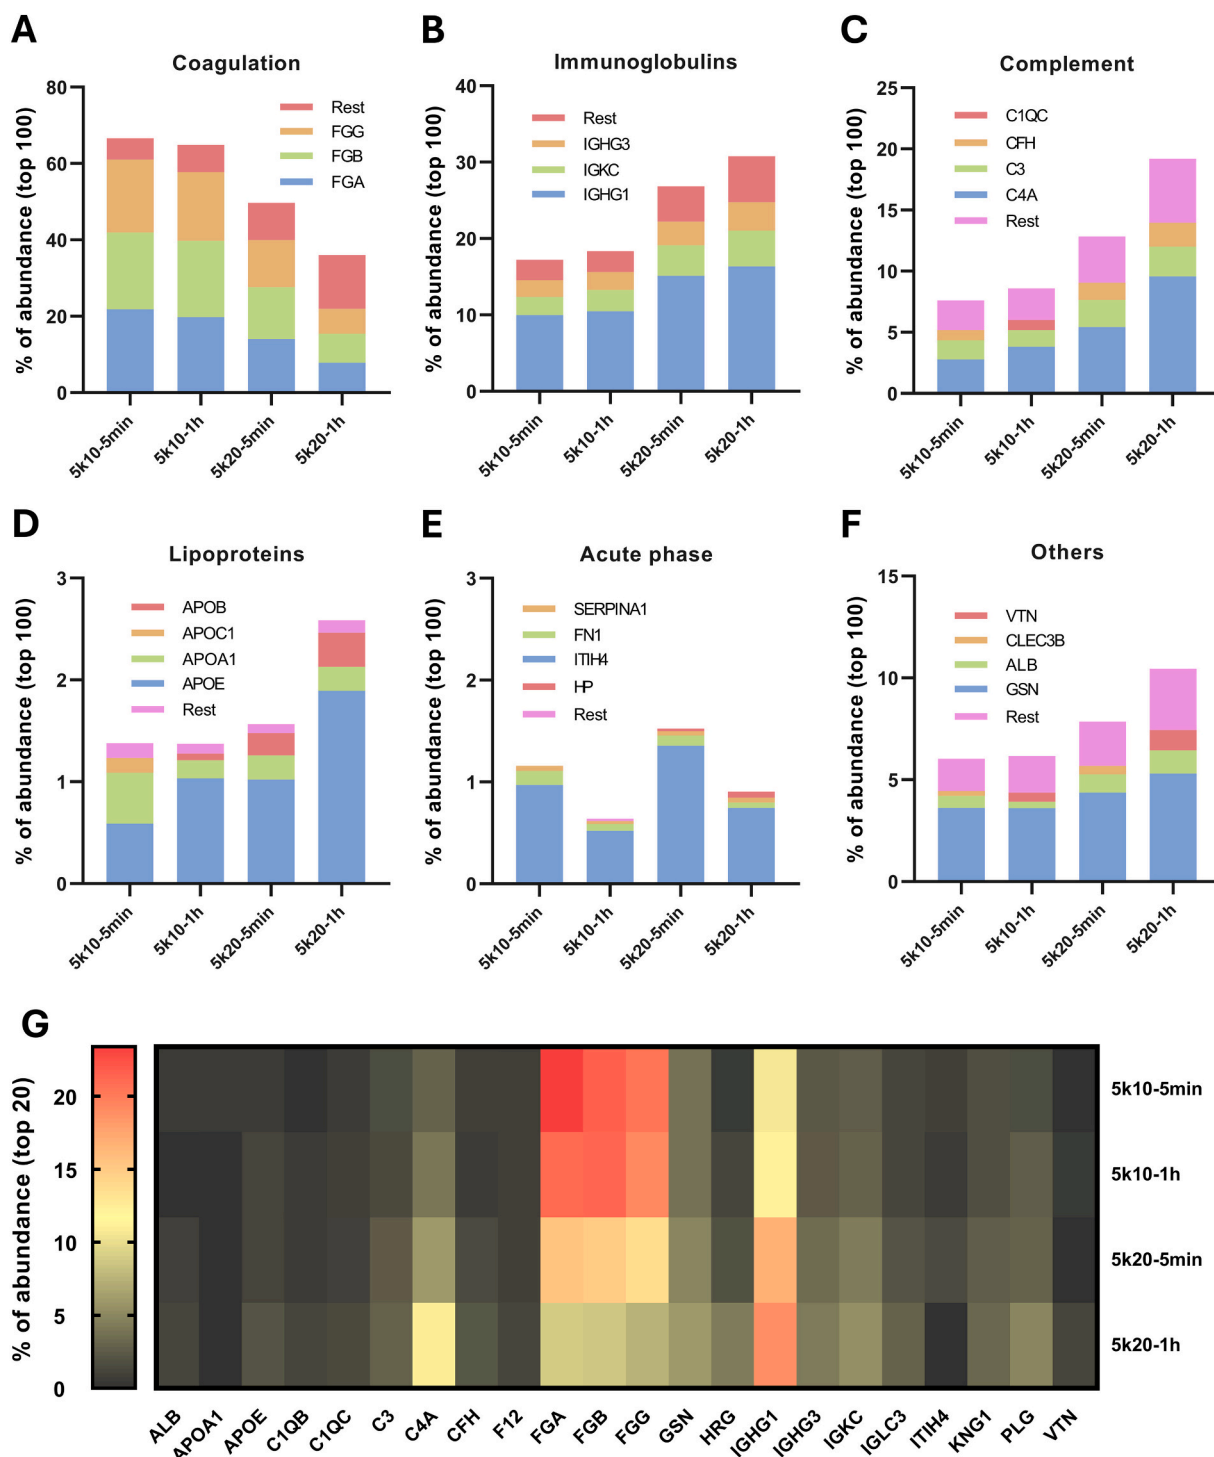 A
Coagulation
% of abundance (top 100)
80
60
40
20
0
Rest
FGG
FGB
FGA
5k10-5min
5k10-1h
5k20-5min
5k20-1h
B
Immunoglobulins
% of abundance (top 100)
40
30
20
10
0
Rest
IGHG3
IGKC
IGHG1
5k10-5min
5k10-1h
5k20-5min
5k20-1h
C
Complement
% of abundance (top 100)
25
20
15
10
5
0
C1QC
CFH
C3
C4A
Rest
5k10-5min
5k10-1h
5k20-5min
5k20-1h
D
Lipoproteins
% of abundance (top 100)
3
2
1
0
APOB
APOC1
APOA1
APOE
Rest
5k10-5min
5k10-1h
5k20-5min
5k20-1h
E
Acute phase
% of abundance (top 100)
3
2
1
0
SERPINA1
FN1
ITIH4
HP
Rest
5k10-5min
5k10-1h
5k20-5min
5k20-1h
F
Others
% of abundance (top 100)
15
10
5
0
VTN
CLEC3B
ALB
GSN
Rest
5k10-5min
5k10-1h
5k20-5min
5k20-1h
G
% of abundance (top 20)
20
15
10
5
0
5k10-5min
5k10-1h
5k20-5min
5k20-1h
ALB
APOA1
APOE
C1QB
C1QC
C3
C4A
CFH
F12
FGA
FGB
FGG
GSN
HRG
IGHG1
IGHG3
IGKC
IGLC3
ITIH4
KNG1
PLG
VTN